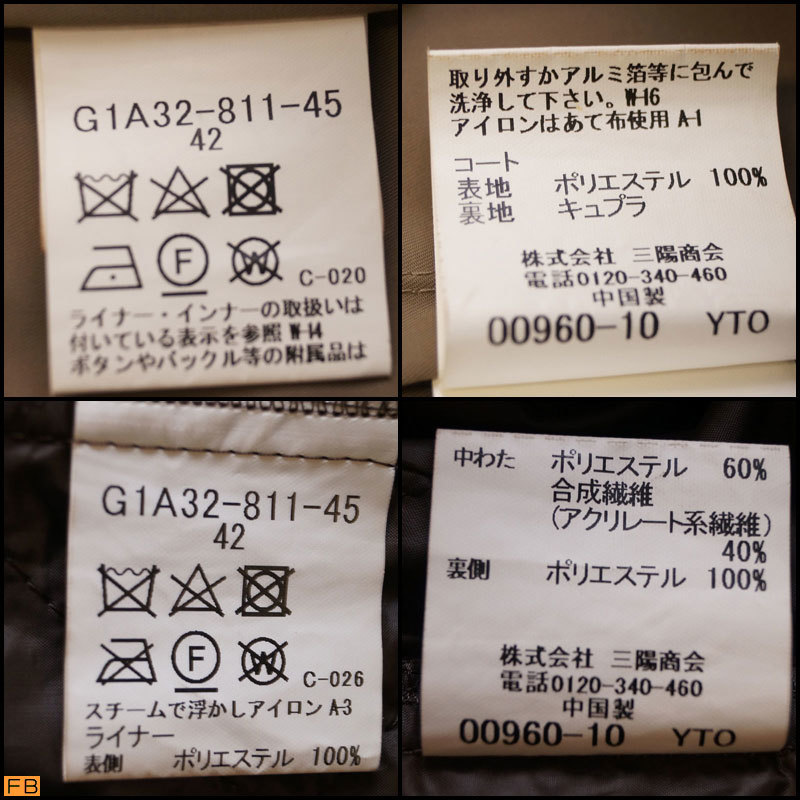 G1A32-811-45
42
F
W
C-020
ライナー・インナーの取扱いは
付いている表示を参照 W-14
ボタンやバックル等の附属品は
取り外すかアルミ箔等に包んで
洗浄して下さい。W-16
アイロンはあて布使用 A-1
コート
表地 ポリエステル 100%
裏地 キュプラ
株式会社 三陽商会
電話0120-340-460
中国製
00960-10 YTO
G1A32-811-45
42
F
W
C-026
スチームで浮かしアイロン A-3
ライナー
表側 ポリエステル 100%
中わた ポリエステル 60%
合成繊維
(アクリレート系繊維)
40%
裏側 ポリエステル 100%
株式会社 三陽商会
電話0120-340-460
中国製
00960-10 YTO
FB